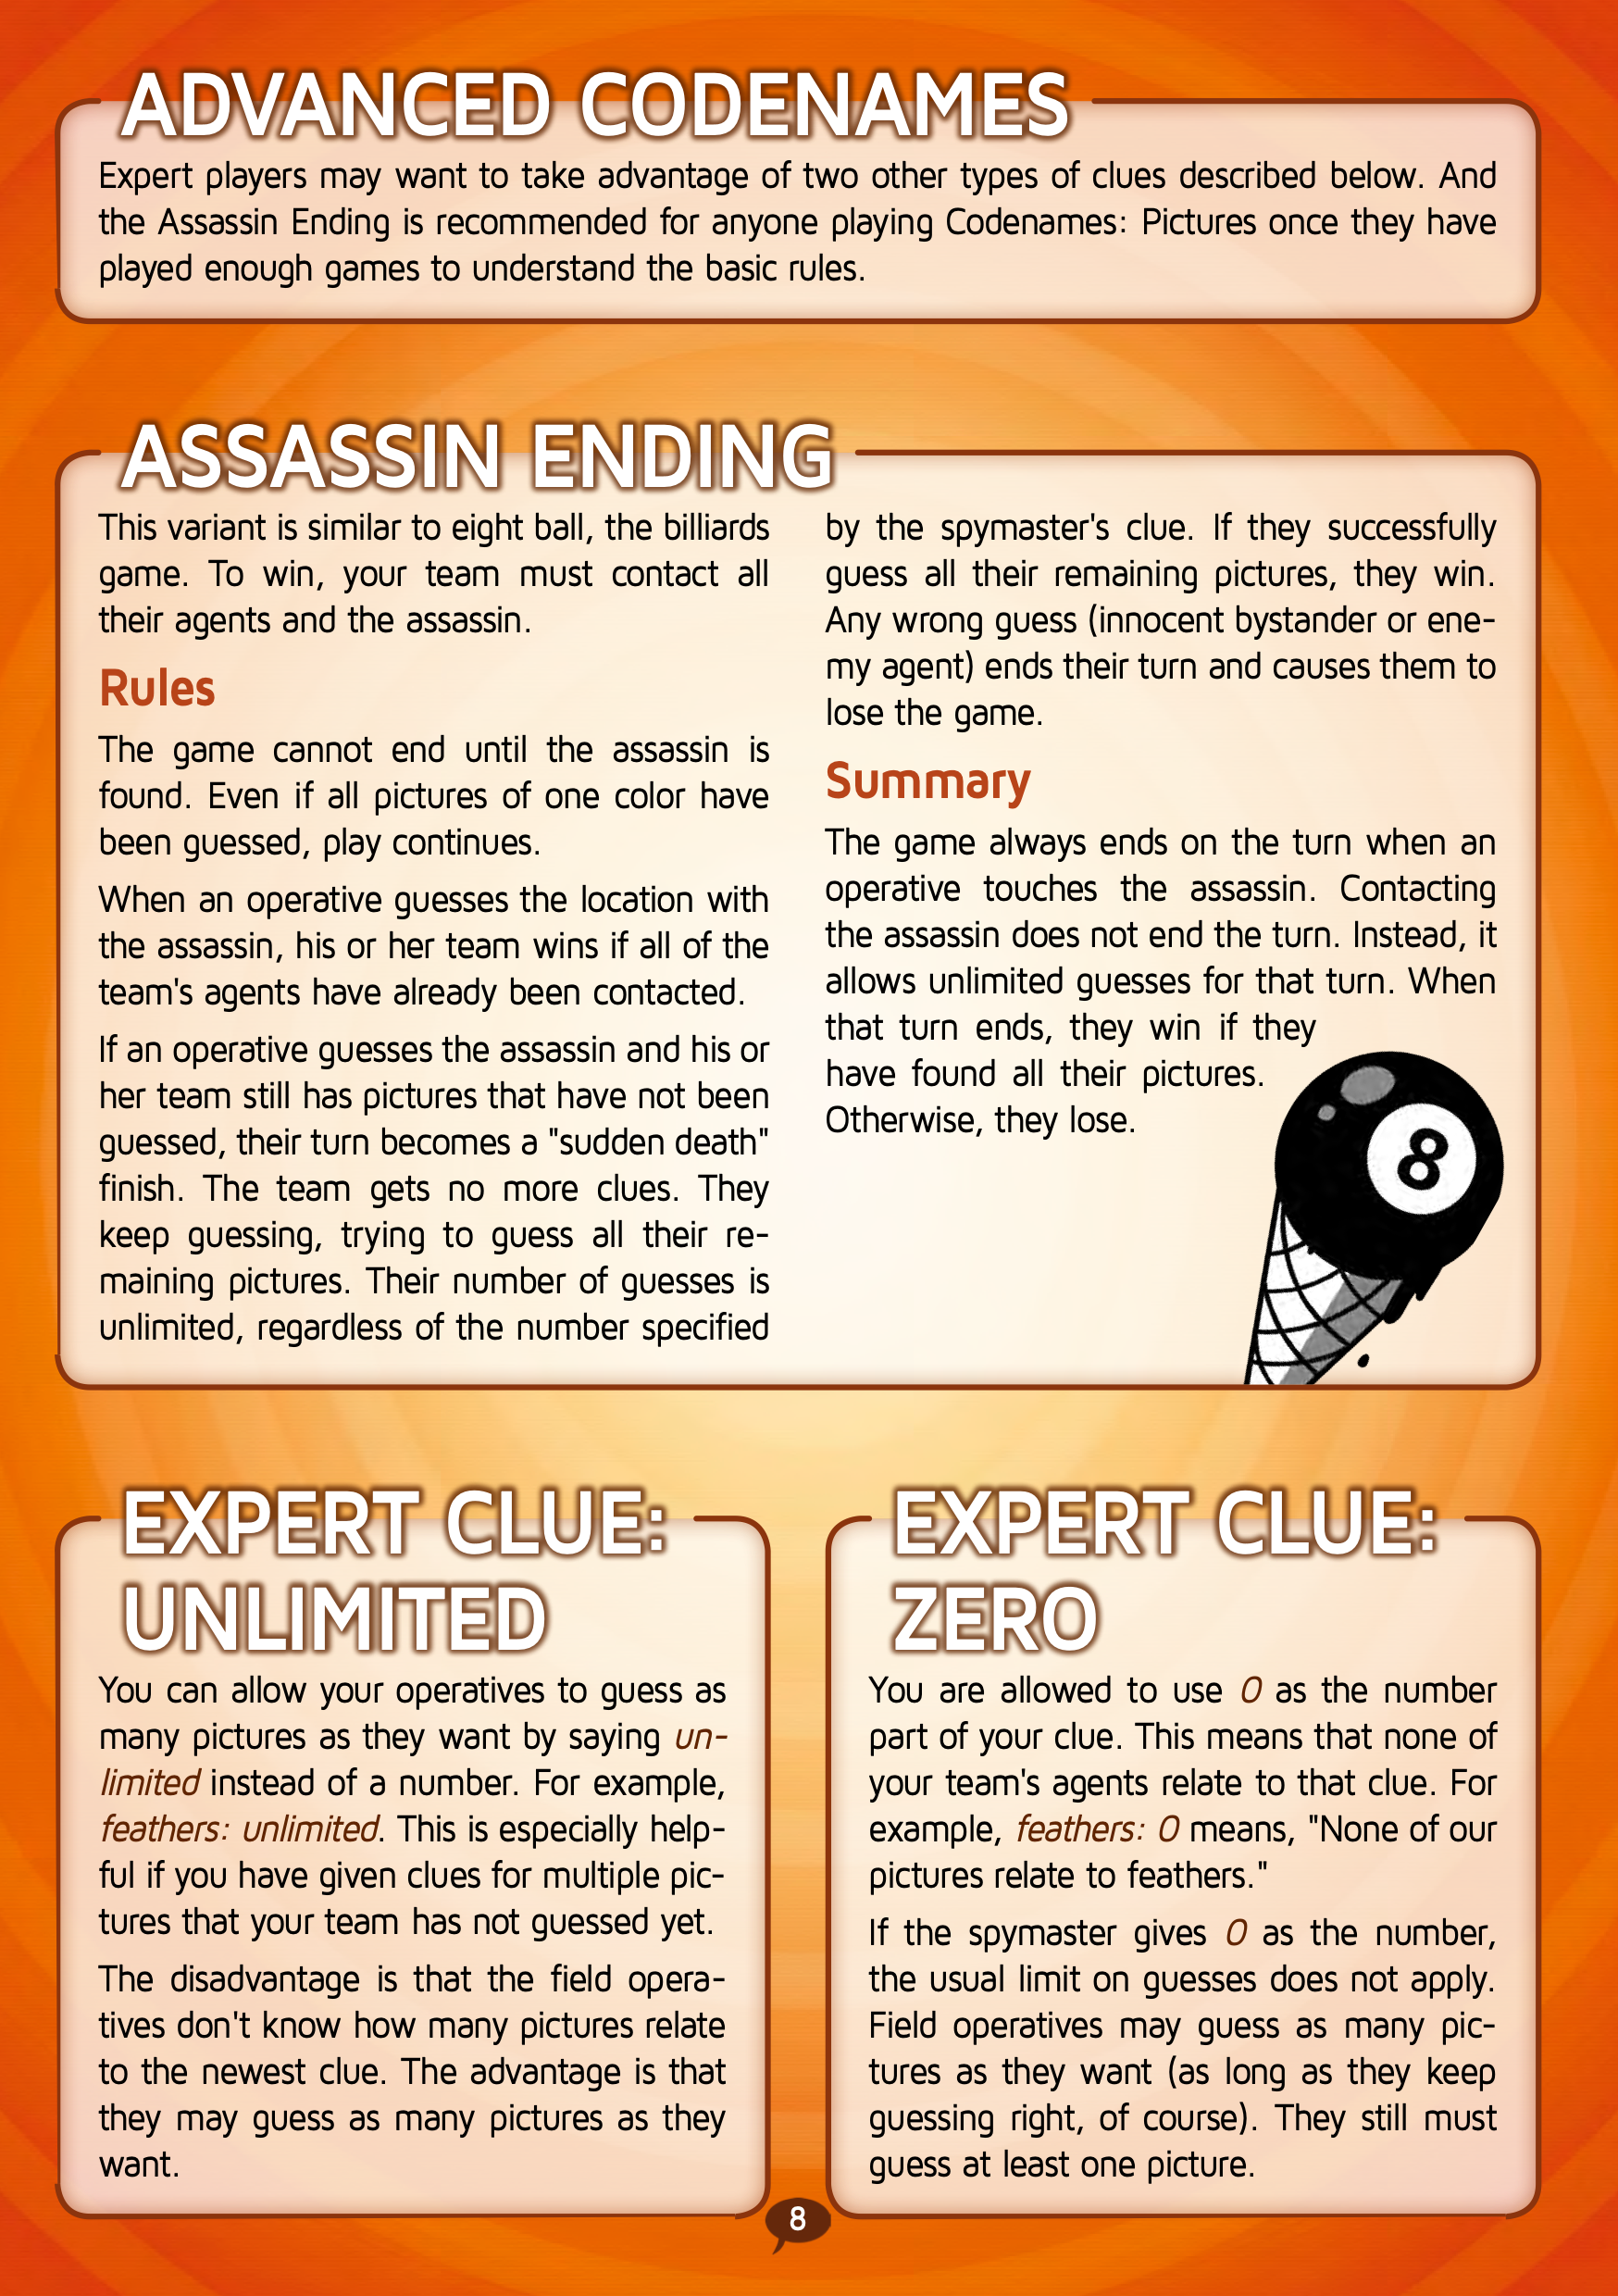 ADVANCED CODENAMES
Expert players may want to take advantage of two other types of clues described below. And
the Assassin Ending is recommended for anyone playing Codenames: Pictures once they have
played enough games to understand the basic rules.
ASSASSIN ENDING
This variant is similar to eight ball, the billiards
game. To win, your team must contact all
their agents and the assassin.
Rules
The game cannot end until the assassin is
found. Even if all pictures of one color have
been guessed, play continues.
When an operative guesses the location with
the assassin, his or her team wins if all of the
team's agents have already been contacted.
If an operative guesses the assassin and his or
her team still has pictures that have not been
guessed, their turn becomes a "sudden death"
finish. The team gets no more clues. They
keep guessing, trying to guess all their re-
maining pictures. Their number of guesses is
unlimited, regardless of the number specified
by the spymaster's clue. If they successfully
guess all their remaining pictures, they win.
Any wrong guess (innocent bystander or ene-
my agent) ends their turn and causes them to
lose the game.
Summary
The game always ends on the turn when an
operative touches the assassin. Contacting
the assassin does not end the turn. Instead, it
allows unlimited guesses for that turn. When
that turn ends, they win if they
have found all their pictures.
Otherwise, they lose.
8
EXPERT CLUE:
UNLIMITED
You can allow your operatives to guess as
many pictures as they want by saying un-
limited instead of a number. For example,
feathers: unlimited. This is especially help-
ful if you have given clues for multiple pic-
tures that your team has not guessed yet.
The disadvantage is that the field opera-
tives don't know how many pictures relate
to the newest clue. The advantage is that
they may guess as many pictures as they
want.
EXPERT CLUE:
ZERO
You are allowed to use 0 as the number
part of your clue. This means that none of
your team's agents relate to that clue. For
example, feathers: 0 means, "None of our
pictures relate to feathers."
If the spymaster gives 0 as the number,
the usual limit on guesses does not apply.
Field operatives may guess as many pic-
tures as they want (as long as they keep
guessing right, of course). They still must
guess at least one picture.
8